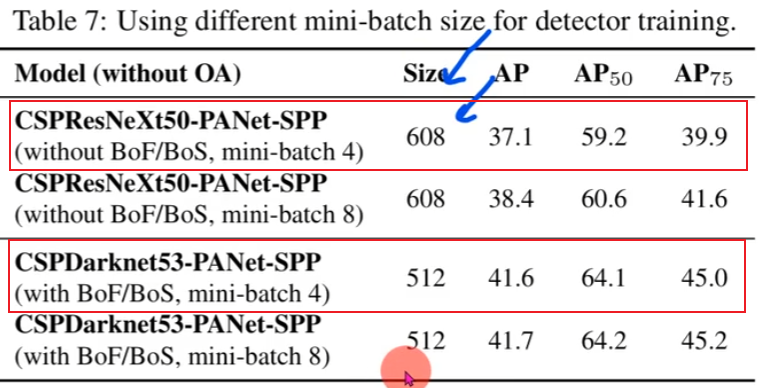 Table 7: Using different mini-batch size for detector training.
Model (without OA) Size AP AP50 AP75
CSPResNeXt50-PANet-SPP
(without BoF/BoS, mini-batch 4) 608 37.1 59.2 39.9
CSPResNeXt50-PANet-SPP
(without BoF/BoS, mini-batch 8) 608 38.4 60.6 41.6
CSPDarknet53-PANet-SPP
(with BoF/BoS, mini-batch 4) 512 41.6 64.1 45.0
CSPDarknet53-PANet-SPP
(with BoF/BoS, mini-batch 8) 512 41.7 64.2 45.2